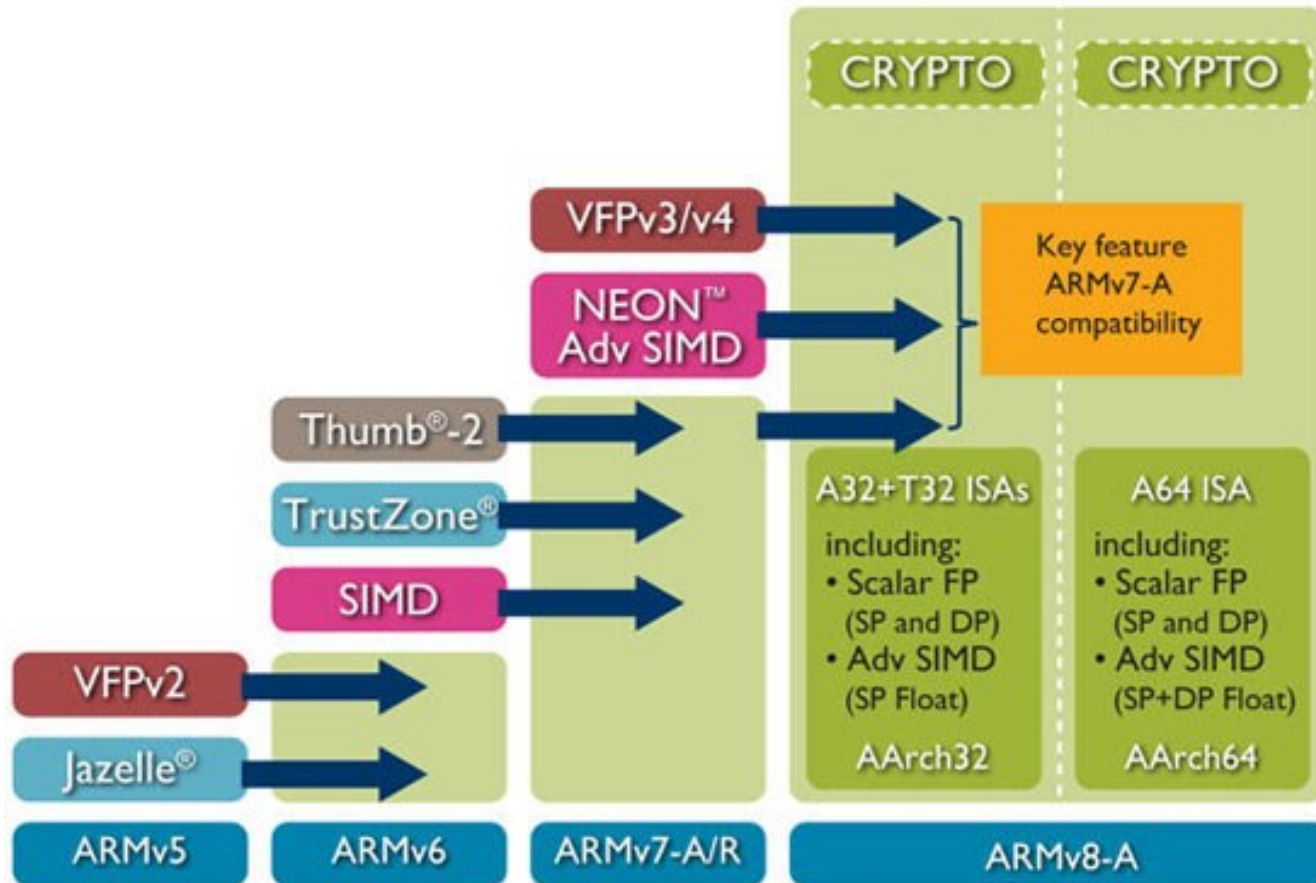 CRYPTO
CRYPTO
VFPv3/v4
NEON™
Adv SIMD
Key feature
ARMv7-A
compatibility
Thumb®-2
TrustZone®
SIMD
VFPv2
Jazelle®
A32+T32 ISAs
including:
• Scalar FP
(SP and DP)
• Adv SIMD
(SP Float)
AArch32
A64 ISA
including:
• Scalar FP
(SP and DP)
• Adv SIMD
(SP+DP Float)
AArch64
ARMv5
ARMv6
ARMv7-A/R
ARMv8-A